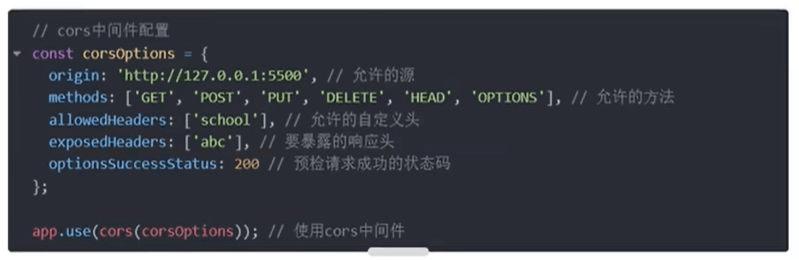 // cors中间件配置
const corsOptions = {
origin: 'http://127.0.0.1:5500', // 允许的源
methods: ['GET', 'POST', 'PUT', 'DELETE', 'HEAD', 'OPTIONS'], // 允许的方法
allowedHeaders: ['school'], // 允许的自定义头
exposedHeaders: ['abc'], // 要暴露的响应头
optionsSuccessStatus: 200 // 预检请求成功的状态码
};
app.use(cors(corsOptions)); // 使用cors中间件